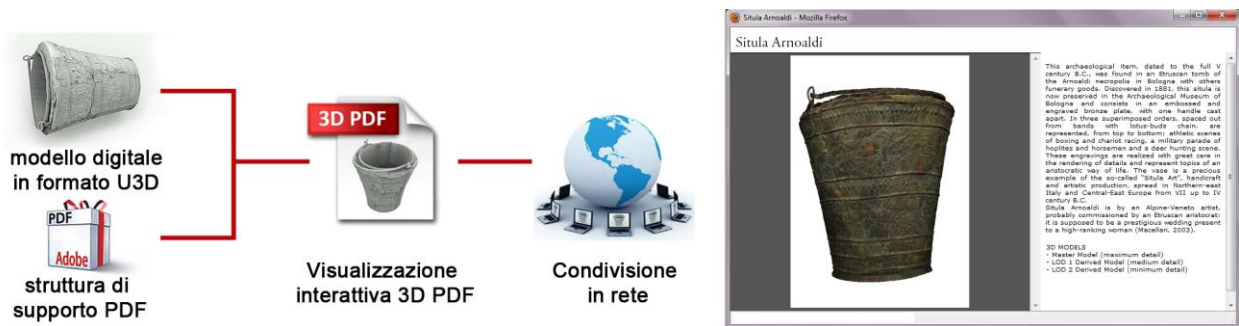 modello digitale
in formato U3D
PDF
Adobe
struttura di
supporto PDF
3D PDF
Visualizzazione
interattiva 3D PDF
Condivisione
in rete
Situla Arnoaldi - Mozilla Firefox
Situla Arnoaldi
This archaeological item, dated to the full V
century B.C., was found in an Etruscan tomb of
the Arnoaldi necropolis in Bologna with others
funerary goods. Discovered in 1881, this situla is
now preserved in the Archaeological Museum of
Bologna and consists in an embossed and
engraved bronze plate, with one handle cast
apart. In three superimposed orders, spaced out
from bands with lotus-buds chain, are
represented, from top to bottom: athletic scenes
of boxing and chariot racing, a military parade of
hoplites and horsemen and a deer hunting scene.
These engravings are realized with great care in
the rendering of details and represent topics of an
aristocratic way of life. The vase is a precious
example of the so-called "Situla Art", handicraft
and artistic production, spread in Northern-east
Italy and Central-East Europe from VII up to IV
century B.C.
Situla Arnoaldi is by an Alpine-Veneto artist,
probably commissioned by an Etruscan aristocrat;
it is supposed to be a prestigious wedding present
to a high-ranking woman (Macellari, 2003).
3D MODELS
- Master Model (maximum detail)
- LOD 1 Derived Model (medium detail)
- LOD 2 Derived Model (minimum detail)